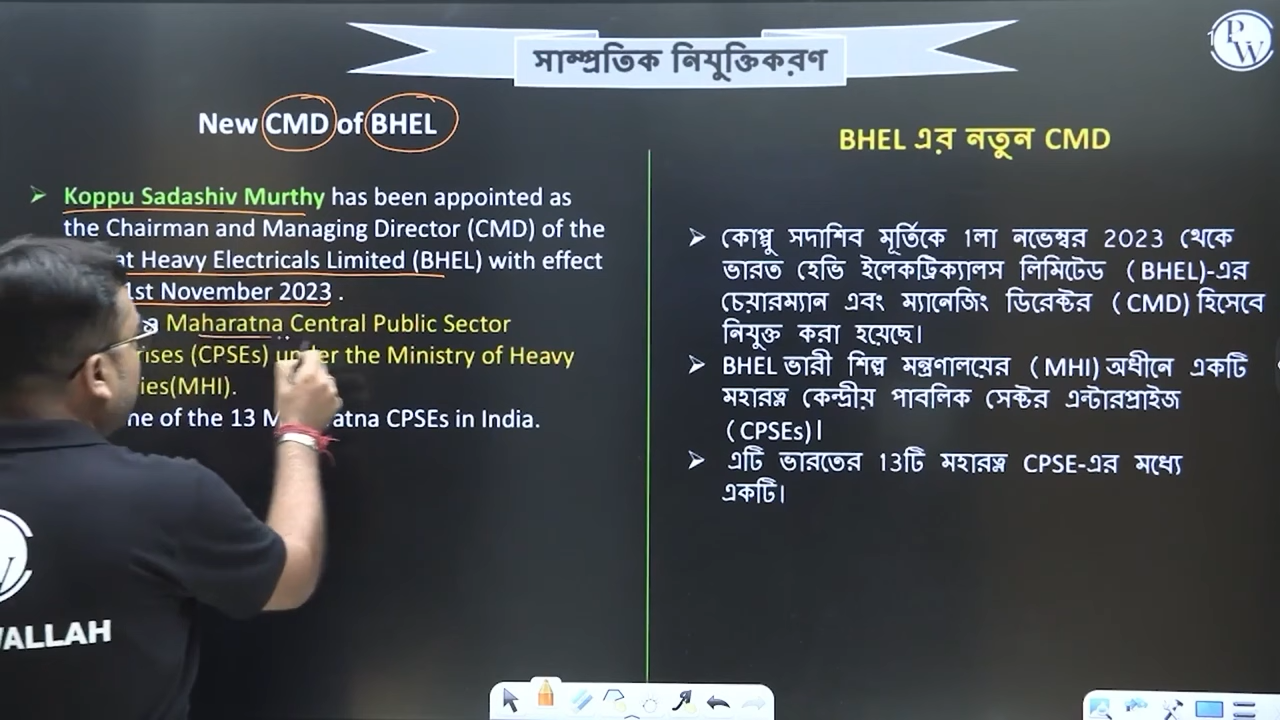 সাম্প্রতিক নিযুক্তিকরণ
PW
New CMD of BHEL
Koppu Sadashiv Murthy has been appointed as
the Chairman and Managing Director (CMD) of the
Heavy Electricals Limited (BHEL) with effect
1st November 2023 .
a Maharatna Central Public Sector
(CPSEs) under the Ministry of Heavy
(MHI).
of the 13 CPSEs in India.
BHEL এর নতুন CMD
কোপ্পু সদাশিব মূর্তিকে 1লা নভেম্বর 2023 থেকে
ভারত হেভি ইলেকট্রিক্যালস লিমিটেড (BHEL)-এর
চেয়ারম্যান এবং ম্যানেজিং ডিরেক্টর (CMD) হিসেবে
নিযুক্ত করা হয়েছে।
BHEL ভারী শিল্প মন্ত্রণালয়ের (MHI) অধীনে একটি
মহারত্ন কেন্দ্রীয় পাবলিক সেক্টর এন্টারপ্রাইজ
(CPSEs)।
এটি ভারতের 13টি মহারত্ন CPSE-এর মধ্যে
একটি।
WALLAH